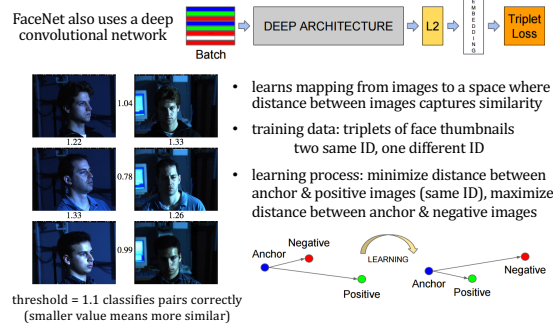 FaceNet also uses a deep
convolutional network
Batch
DEEP ARCHITECTURE
L2
EMBEDDING
Triplet
Loss
1.04
1.22
1.33
0.78
1.33
1.26
0.99
threshold = 1.1 classifies pairs correctly
(smaller value means more similar)
• learns mapping from images to a space where
distance between images captures similarity
• training data: triplets of face thumbnails
two same ID, one different ID
• learning process: minimize distance between
anchor & positive images (same ID), maximize
distance between anchor & negative images
Negative
Anchor
Positive
LEARNING
Negative
Anchor
Positive